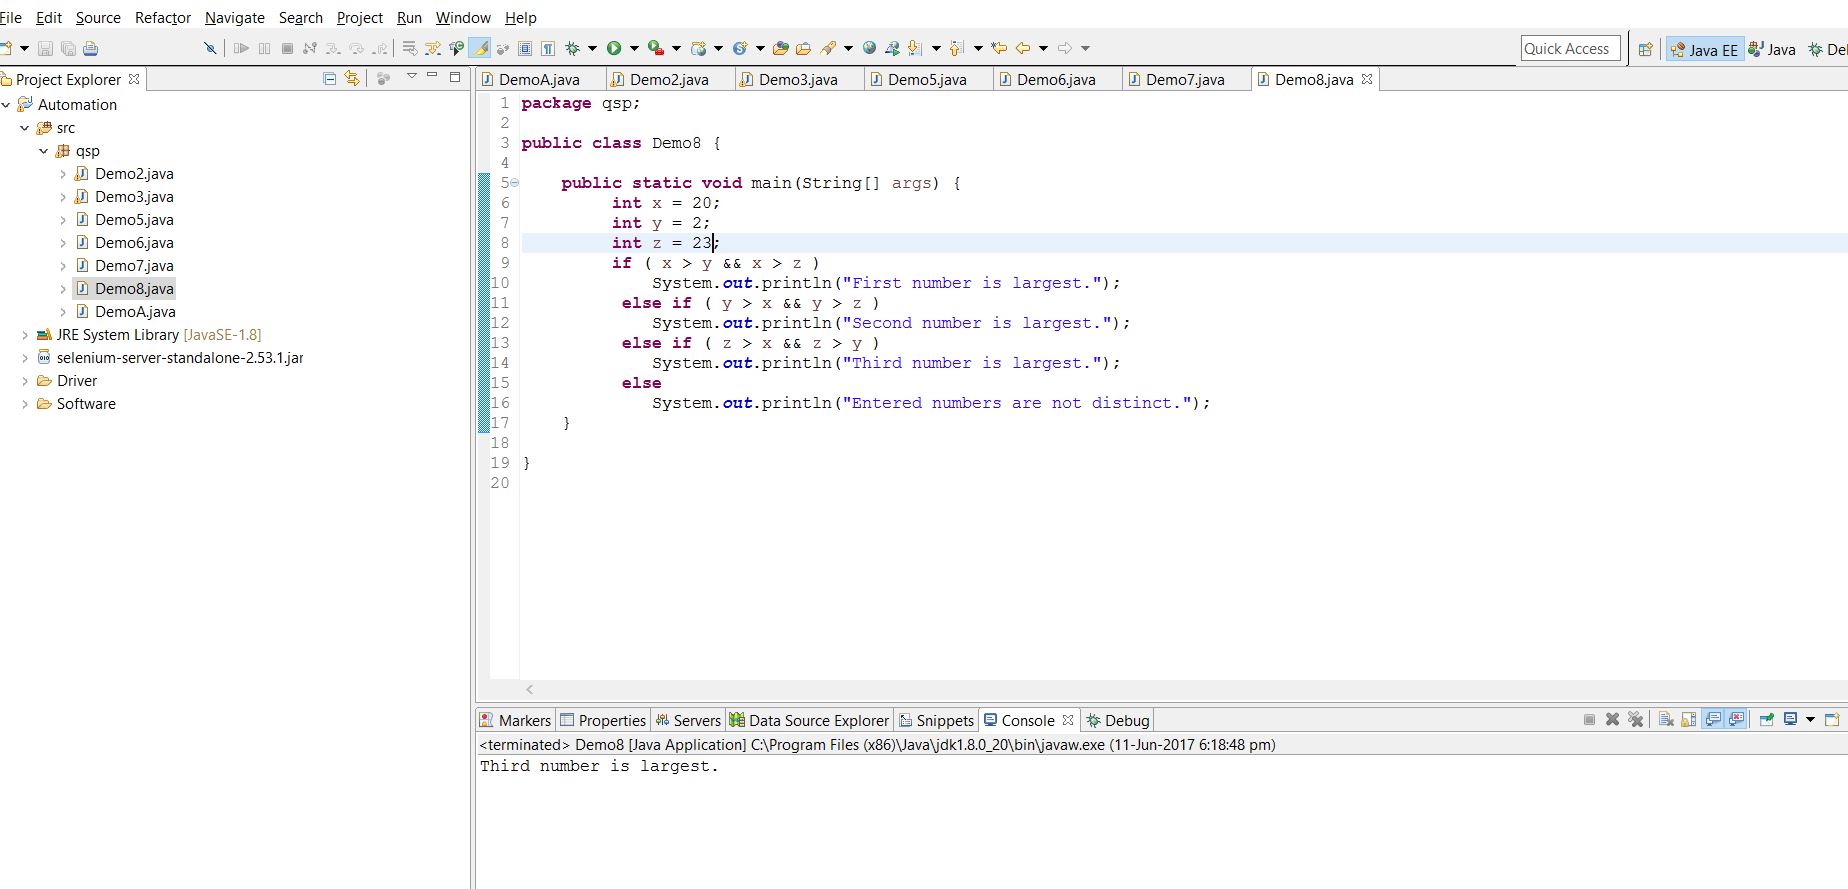 File Edit Source Refactor Navigate Search Project Run Window Help
Quick Access
Java EE
Java
De
Project Explorer
Automation
src
qsp
Demo2.java
Demo3.java
Demo5.java
Demo6.java
Demo7.java
Demo8.java
DemoA.java
JRE System Library [JavaSE-1.8]
selenium-server-standalone-2.53.1.jar
Driver
Software
DemoA.java Demo2.java Demo3.java Demo5.java Demo6.java Demo7.java Demo8.java
1 package qsp;
2
3 public class Demo8 {
4
5 public static void main(String[] args) {
6 int x = 20;
7 int y = 2;
8 int z = 23;
9 if ( x > y && x > z )
10 System.out.println("First number is largest.");
11 else if ( y > x && y > z )
12 System.out.println("Second number is largest.");
13 else if ( z > x && z > y )
14 System.out.println("Third number is largest.");
15 else
16 System.out.println("Entered numbers are not distinct.");
17 }
18
19 }
20
Markers Properties Servers Data Source Explorer Snippets Console Debug
<terminated> Demo8 [Java Application] C:\Program Files (x86)\Java\jdk1.8.0_20\bin\javaw.exe (11-Jun-2017 6:18:48 pm)
Third number is largest.